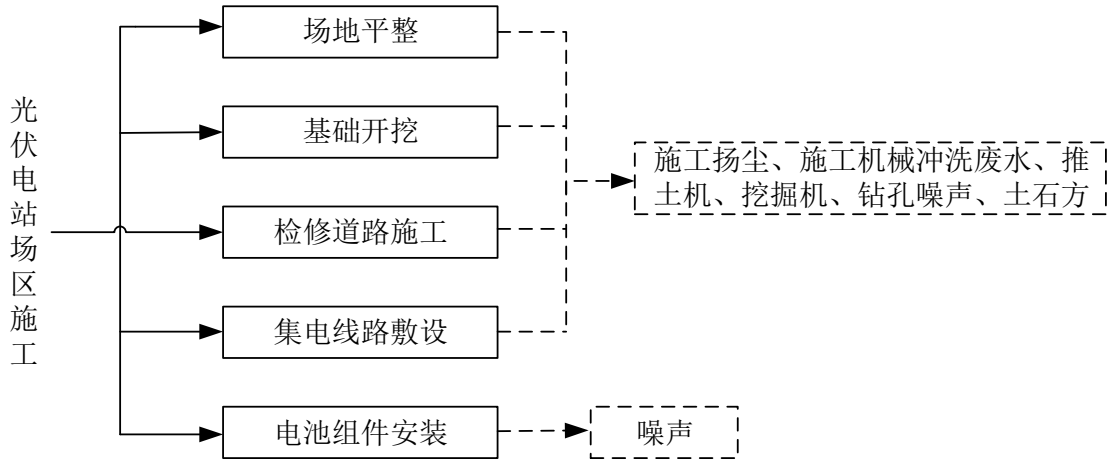 光伏电站场区施工
场地平整
基础开挖
检修道路施工
集电线路敷设
电池组件安装
施工扬尘、施工机械冲洗废水、推
土机、挖掘机、钻孔噪声、土石方
噪声